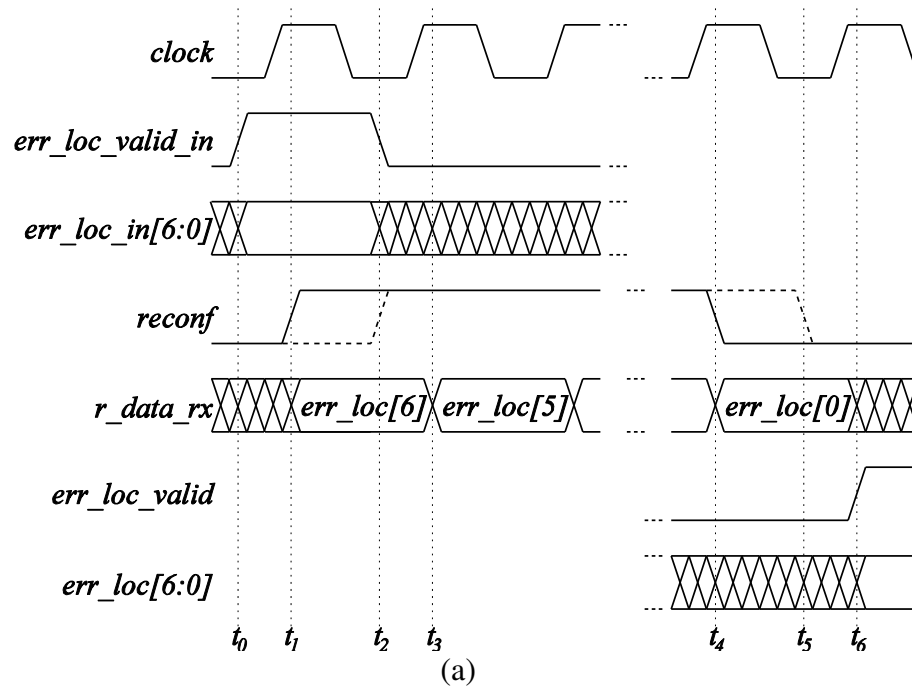 clock
err_loc_valid_in
err_loc_in[6:0]
reconf
r_data_rx err_loc[6] err_loc[5] err_loc[0]
err_loc_valid
err_loc[6:0]
t0 t1 t2 t3 t4 t5 t6
(a)